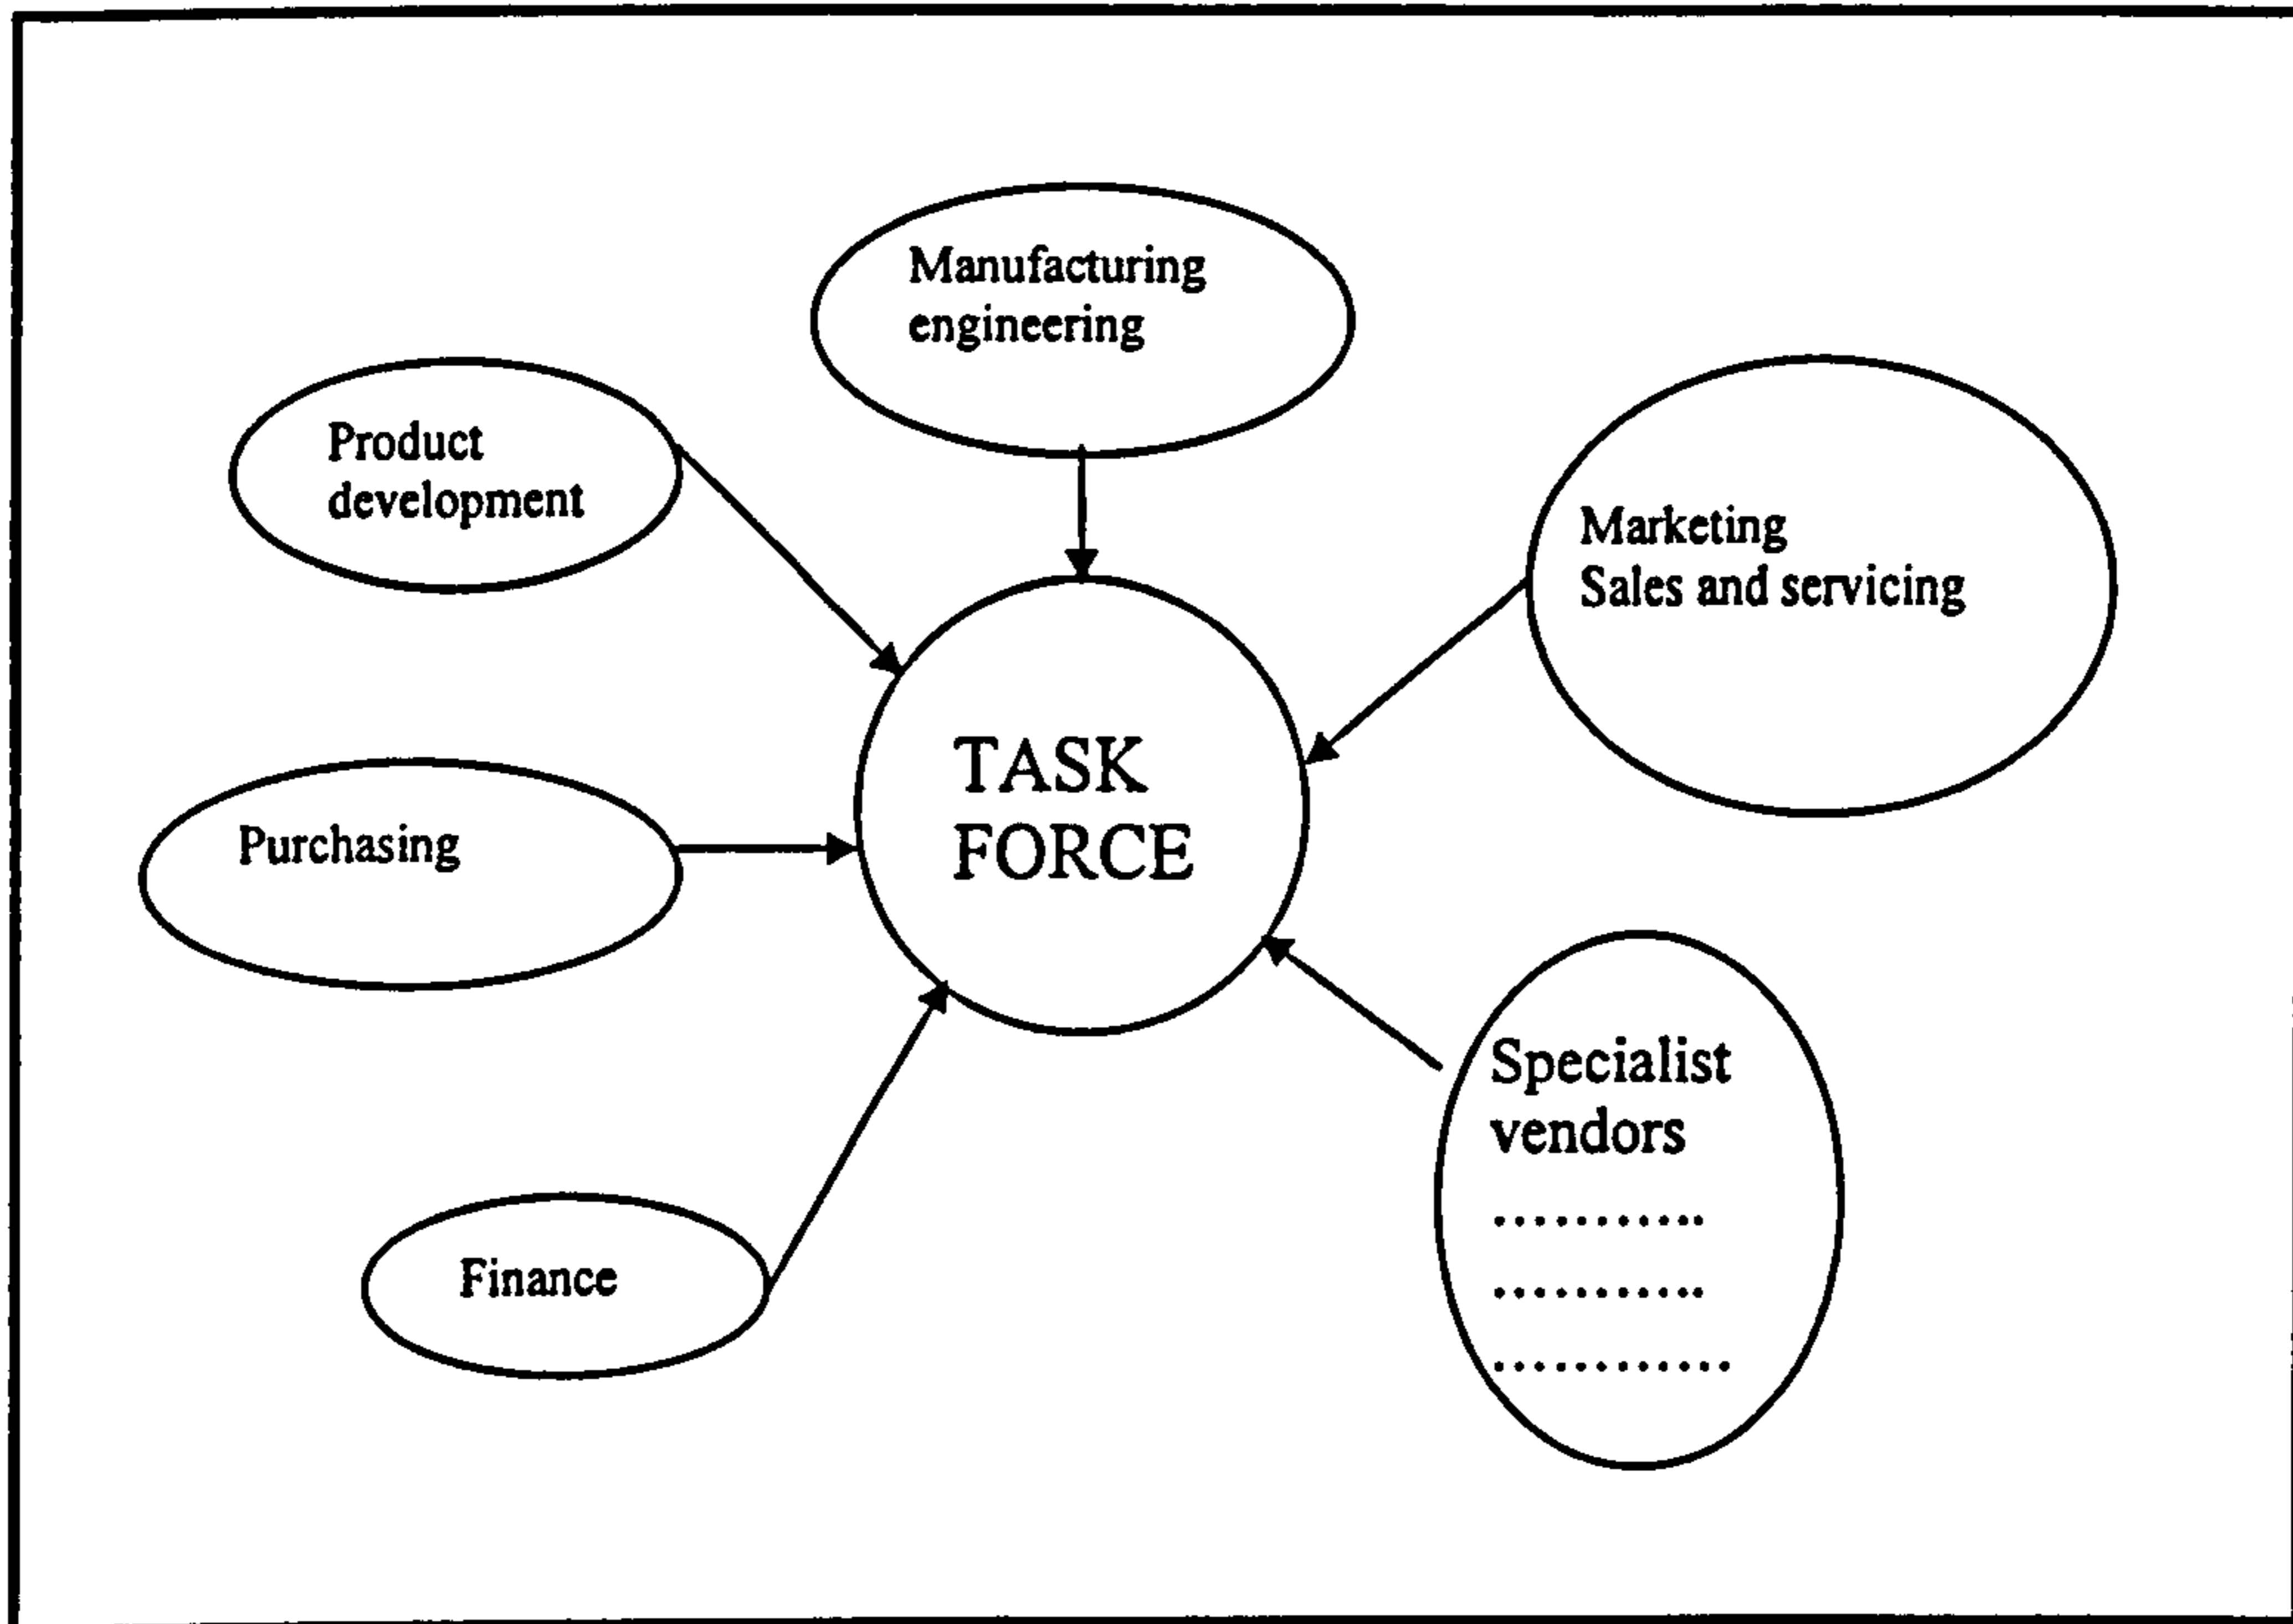 Manufacturing
engineering
Product
development
Marketing
Sales and servicing
TASK
FORCE
Purchasing
Specialist
vendors
...........
...........
............
Finance